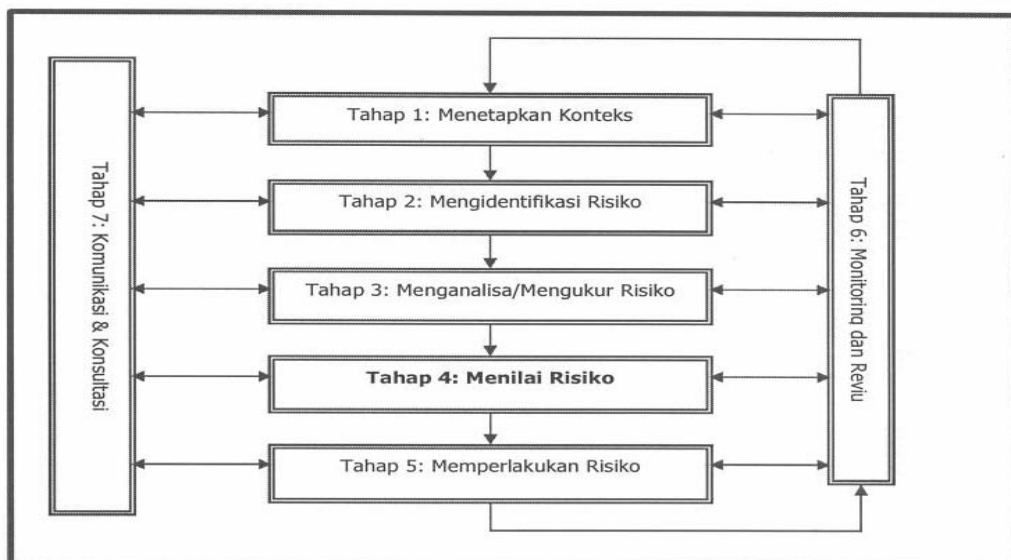 Tahap 1: Menetapkan Konteks
Tahap 2: Mengidentifikasi Risiko
Tahap 3: Menganalisa/Mengukur Risiko
Tahap 4: Menilai Risiko
Tahap 5: Memperlakukan Risiko
Tahap 7: Komunikasi & Konsultasi
Tahap 6: Monitoring dan Reviu